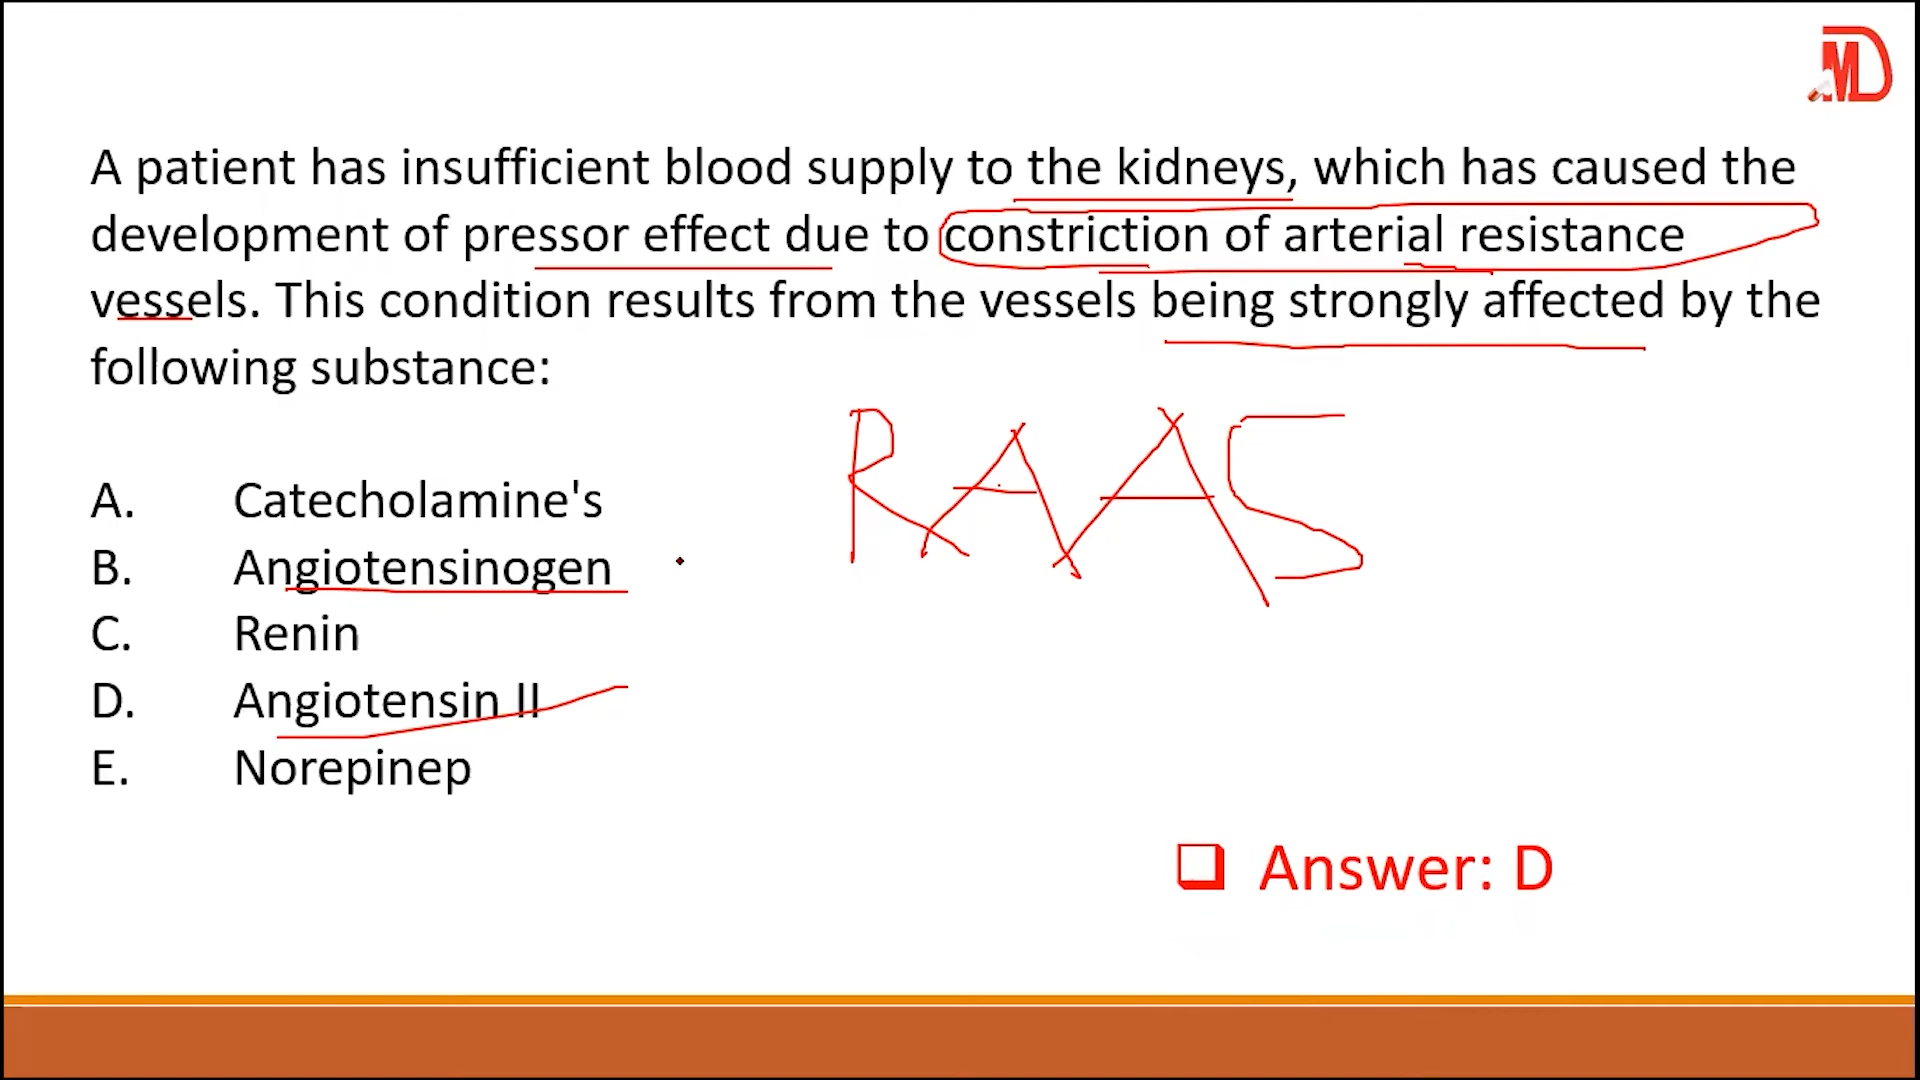 MD
A patient has insufficient blood supply to the kidneys, which has caused the
development of pressor effect due to constriction of arterial resistance
vessels. This condition results from the vessels being strongly affected by the
following substance:
RAAS
A. Catecholamine's
B. Angiotensinogen
C. Renin
D. Angiotensin II
E. Norepinep
Answer: D